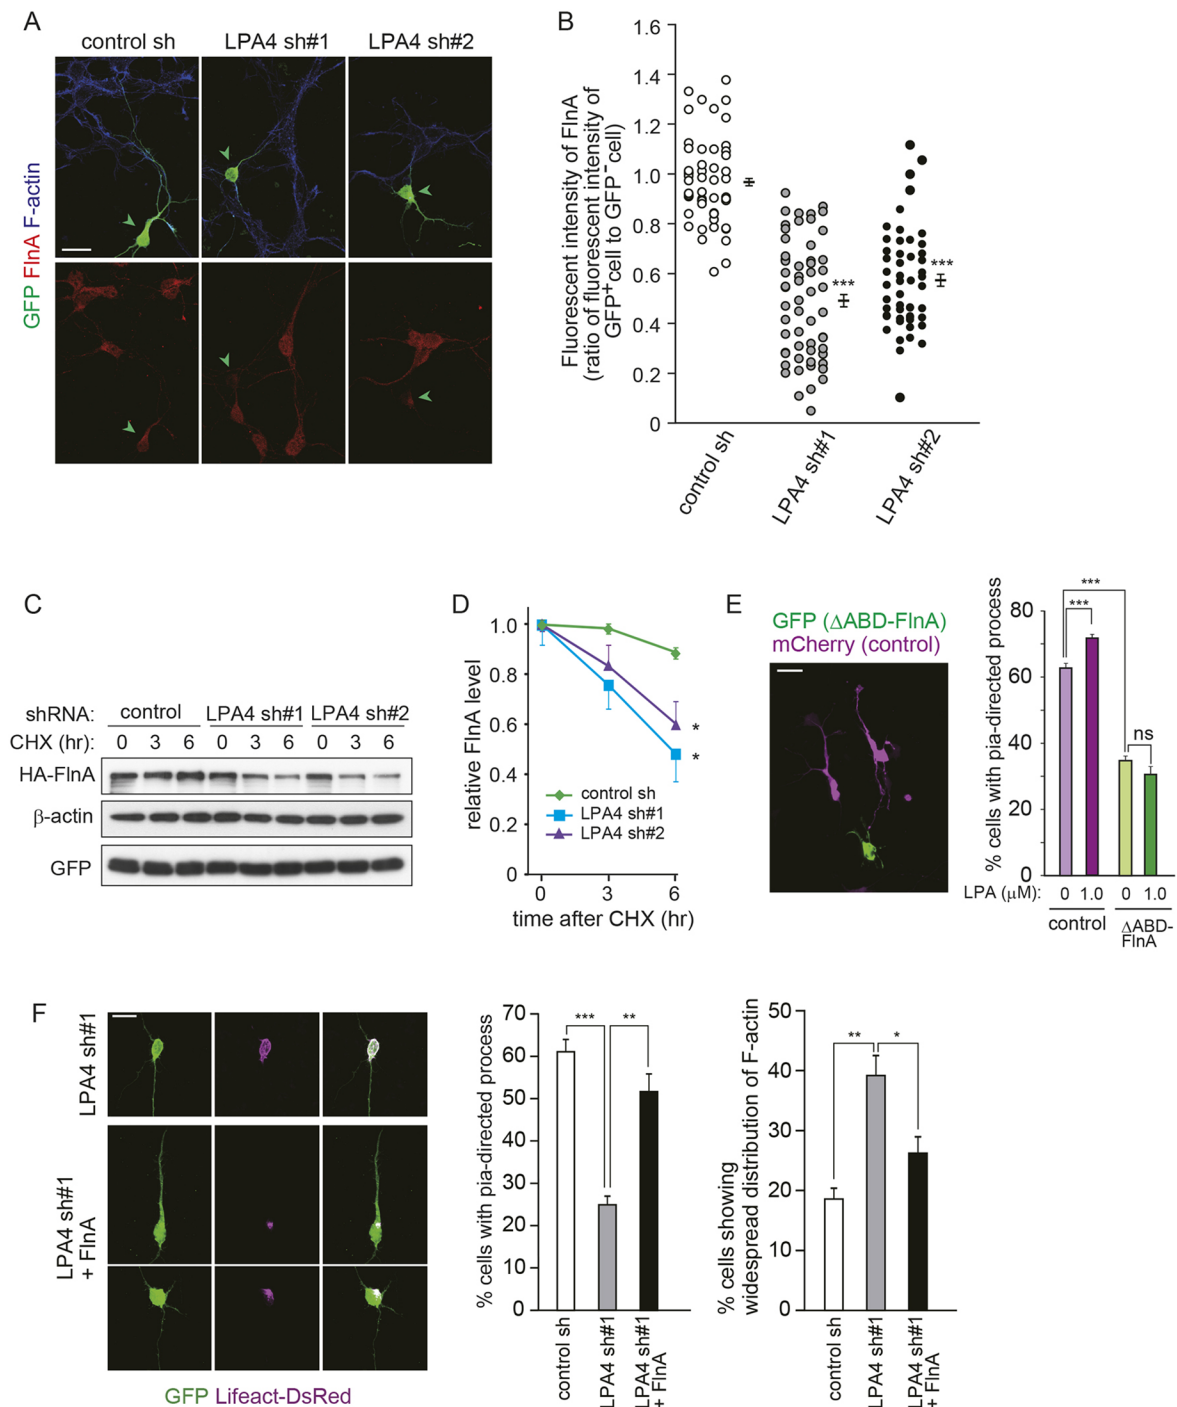 A
control sh
LPA4 sh#1
LPA4 sh#2
GFP FlnA F-actin
B
Fluorescent intensity of FlnA
(ratio of fluorescent intensity of
GFP+cell to GFP−cell)
1.6
1.4
1.2
1.0
0.8
0.6
0.4
0.2
0
***
***
control sh
LPA4 sh#1
LPA4 sh#2
C
shRNA: control LPA4 sh#1 LPA4 sh#2
CHX (hr): 0 3 6 0 3 6 0 3 6
HA-FlnA
β-actin
GFP
D
relative FlnA level
1.0
0.8
0.6
0.4
0.2
0
*
*
control sh
LPA4 sh#1
LPA4 sh#2
0 3 6
time after CHX (hr)
E
GFP (ΔABD-FlnA)
mCherry (control)
% cells with pia-directed process
80
60
40
20
0
***
***
ns
LPA (μM): 0 1.0 0 1.0
control
ΔABD-
FlnA
F
LPA4 sh#1
LPA4 sh#1
+ FlnA
GFP Lifeact-DsRed
% cells with pia-directed process
70
60
50
40
30
20
10
0
*** **
control sh
LPA4 sh#1
LPA4 sh#1
+ FlnA
% cells showing
widespread distribution of F-actin
50
40
30
20
10
0
** *
control sh
LPA4 sh#1
LPA4 sh#1
+ FlnA